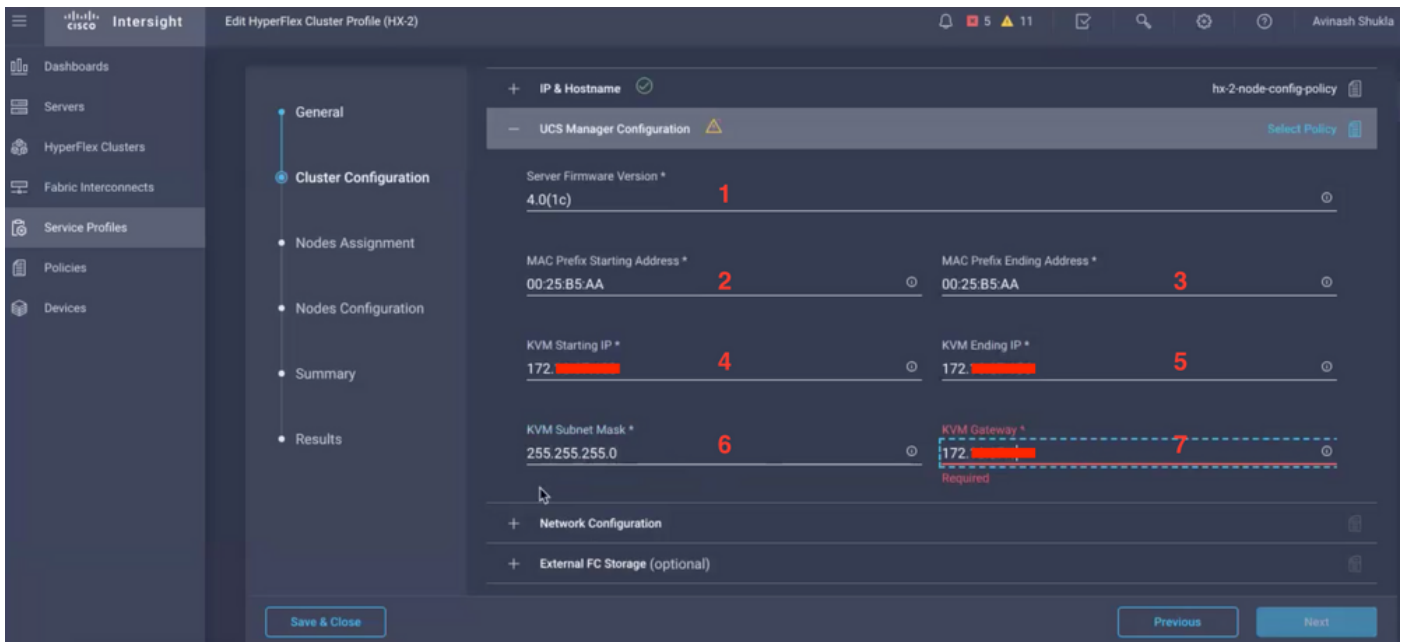 cisco Intersight
Edit HyperFlex Cluster Profile (HX-2)
5 11
Avinash Shukla
Dashboards
Servers
HyperFlex Clusters
Fabric Interconnects
Service Profiles
Policies
Devices
General
Cluster Configuration
Nodes Assignment
Nodes Configuration
Summary
Results
+ IP & Hostname
hx-2-node-config-policy
− UCS Manager Configuration
Select Policy
Server Firmware Version *
4.0(1c) 1
MAC Prefix Starting Address * MAC Prefix Ending Address *
00:25:B5:AA 2 00:25:B5:AA 3
KVM Starting IP * KVM Ending IP *
172. 4 172. 5
KVM Subnet Mask * KVM Gateway *
255.255.255.0 6 172. 7
Required
+ Network Configuration
+ External FC Storage (optional)
Save & Close Previous Next